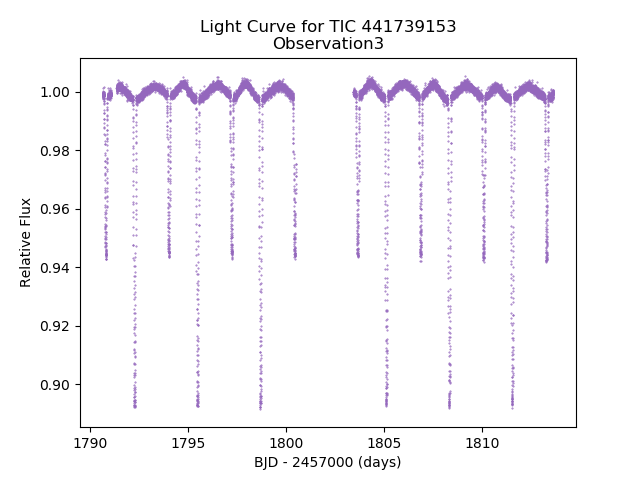 Light Curve for TIC 441739153
Observation3
1.00
0.98
0.96
0.94
0.92
0.90
Relative Flux
1790 1795 1800 1805 1810
BJD - 2457000 (days)